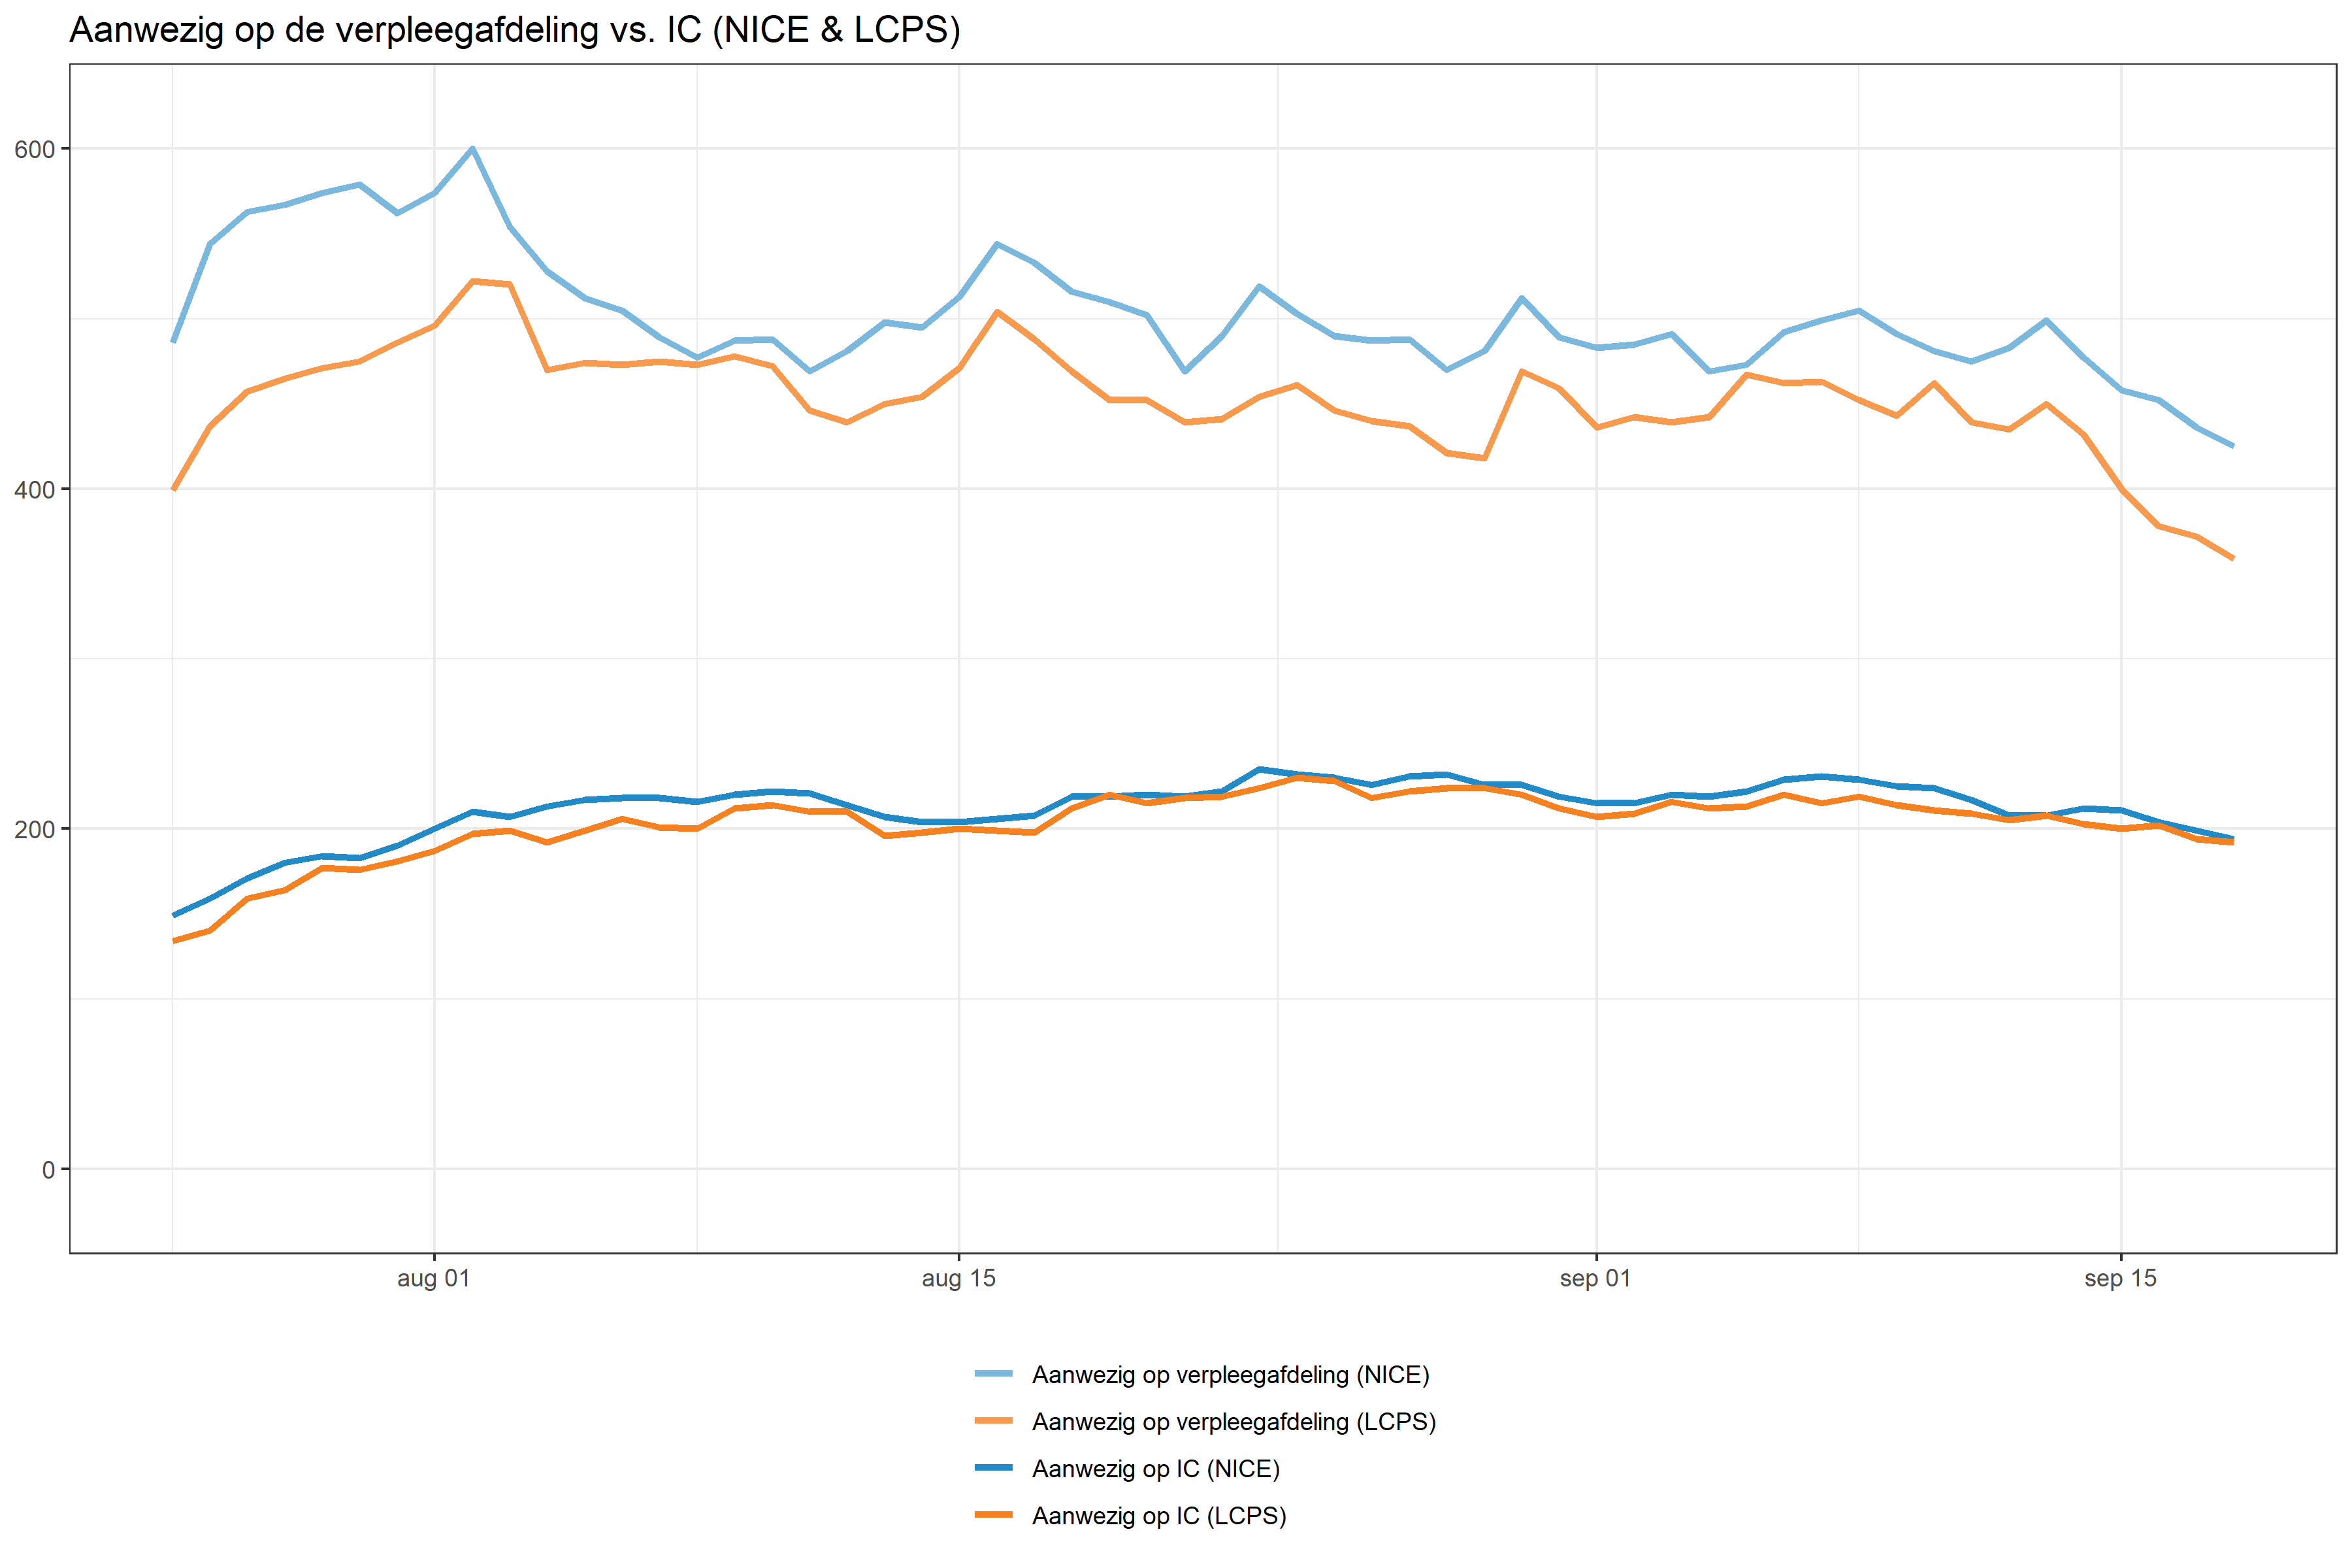 Aanwezig op de verpleegafdeling vs. IC (NICE & LCPS)
600
400
200
0
aug 01 aug 15 sep 01 sep 15
Aanwezig op verpleegafdeling (NICE)
Aanwezig op verpleegafdeling (LCPS)
Aanwezig op IC (NICE)
Aanwezig op IC (LCPS)